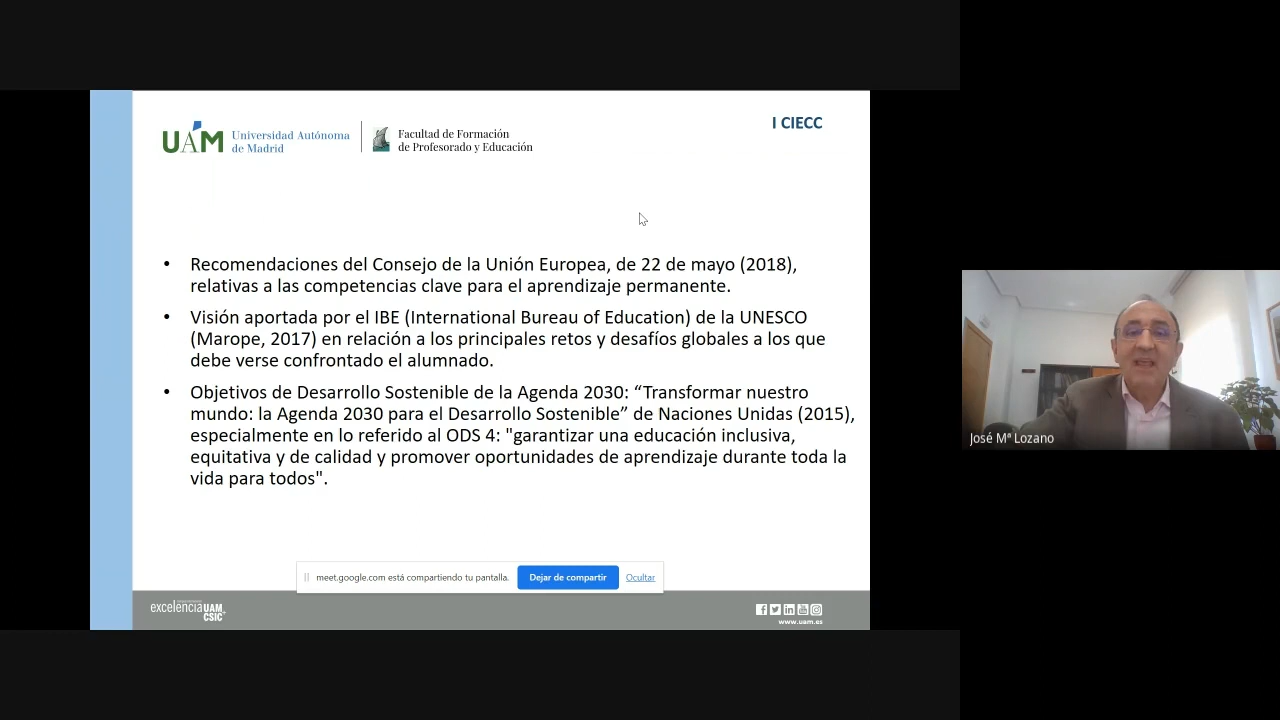 I CIECC
UAM Universidad Autónoma
de Madrid
Facultad de Formación
de Profesorado y Educación
• Recomendaciones del Consejo de la Unión Europea, de 22 de mayo (2018),
relativas a las competencias clave para el aprendizaje permanente.
• Visión aportada por el IBE (International Bureau of Education) de la UNESCO
(Marope, 2017) en relación a los principales retos y desafíos globales a los que
debe verse confrontado el alumnado.
• Objetivos de Desarrollo Sostenible de la Agenda 2030: “Transformar nuestro
mundo: la Agenda 2030 para el Desarrollo Sostenible” de Naciones Unidas (2015),
especialmente en lo referido al ODS 4: "garantizar una educación inclusiva,
equitativa y de calidad y promover oportunidades de aprendizaje durante toda la
vida para todos".
José Mª Lozano
meet.google.com está compartiendo tu pantalla. Dejar de compartir Ocultar
excelencia UAM
CSIC+
www.uam.es